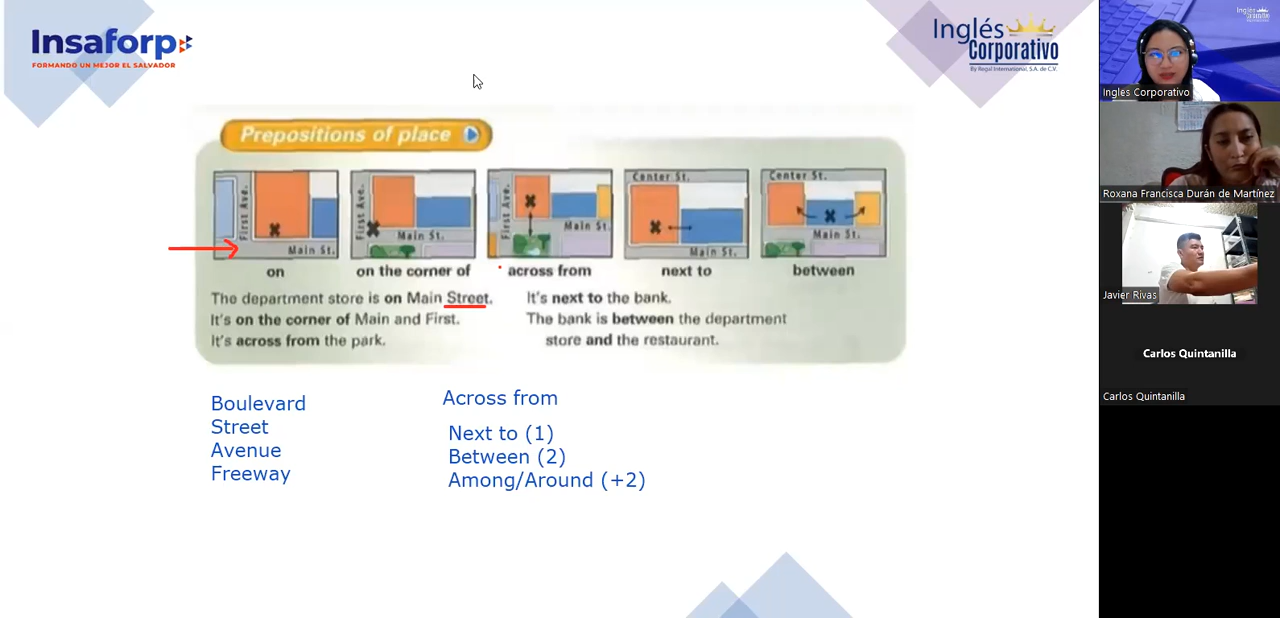 Insaforp
FORMANDO UN MEJOR EL SALVADOR
Inglés
Corporativo
By Regal International, S.A. de C.V.
Prepositions of place
First Ave.
Main St.
on
First Ave.
Main St.
on the corner of
First Ave.
Main St.
across from
Center St.
Main St.
next to
Center St.
Main St.
between
The department store is on Main Street.
It's on the corner of Main and First.
It's across from the park.
It's next to the bank.
The bank is between the department
store and the restaurant.
Boulevard
Street
Avenue
Freeway
Across from
Next to (1)
Between (2)
Among/Around (+2)
Ingles Corporativo
Roxana Francisca Durán de Martínez
Javier Rivas
Carlos Quintanilla
Carlos Quintanilla